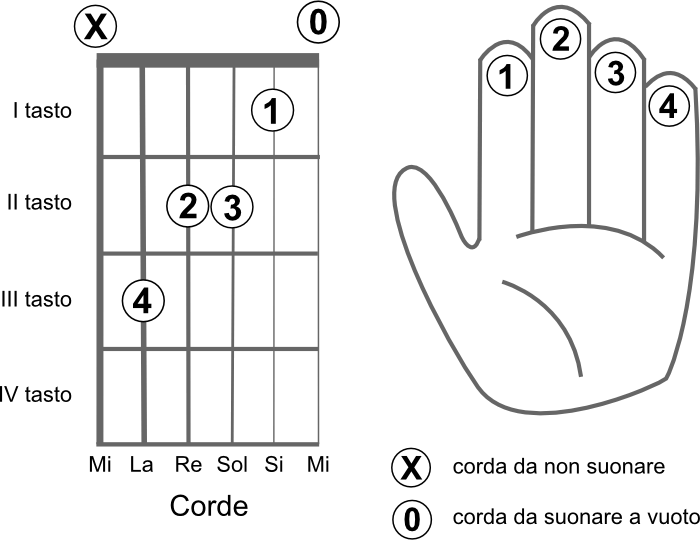 X 0
1 2 3 4
I tasto 1
II tasto 2 3
III tasto 4
IV tasto
Mi La Re Sol Si Mi
Corde
X corda da non suonare
0 corda da suonare a vuoto